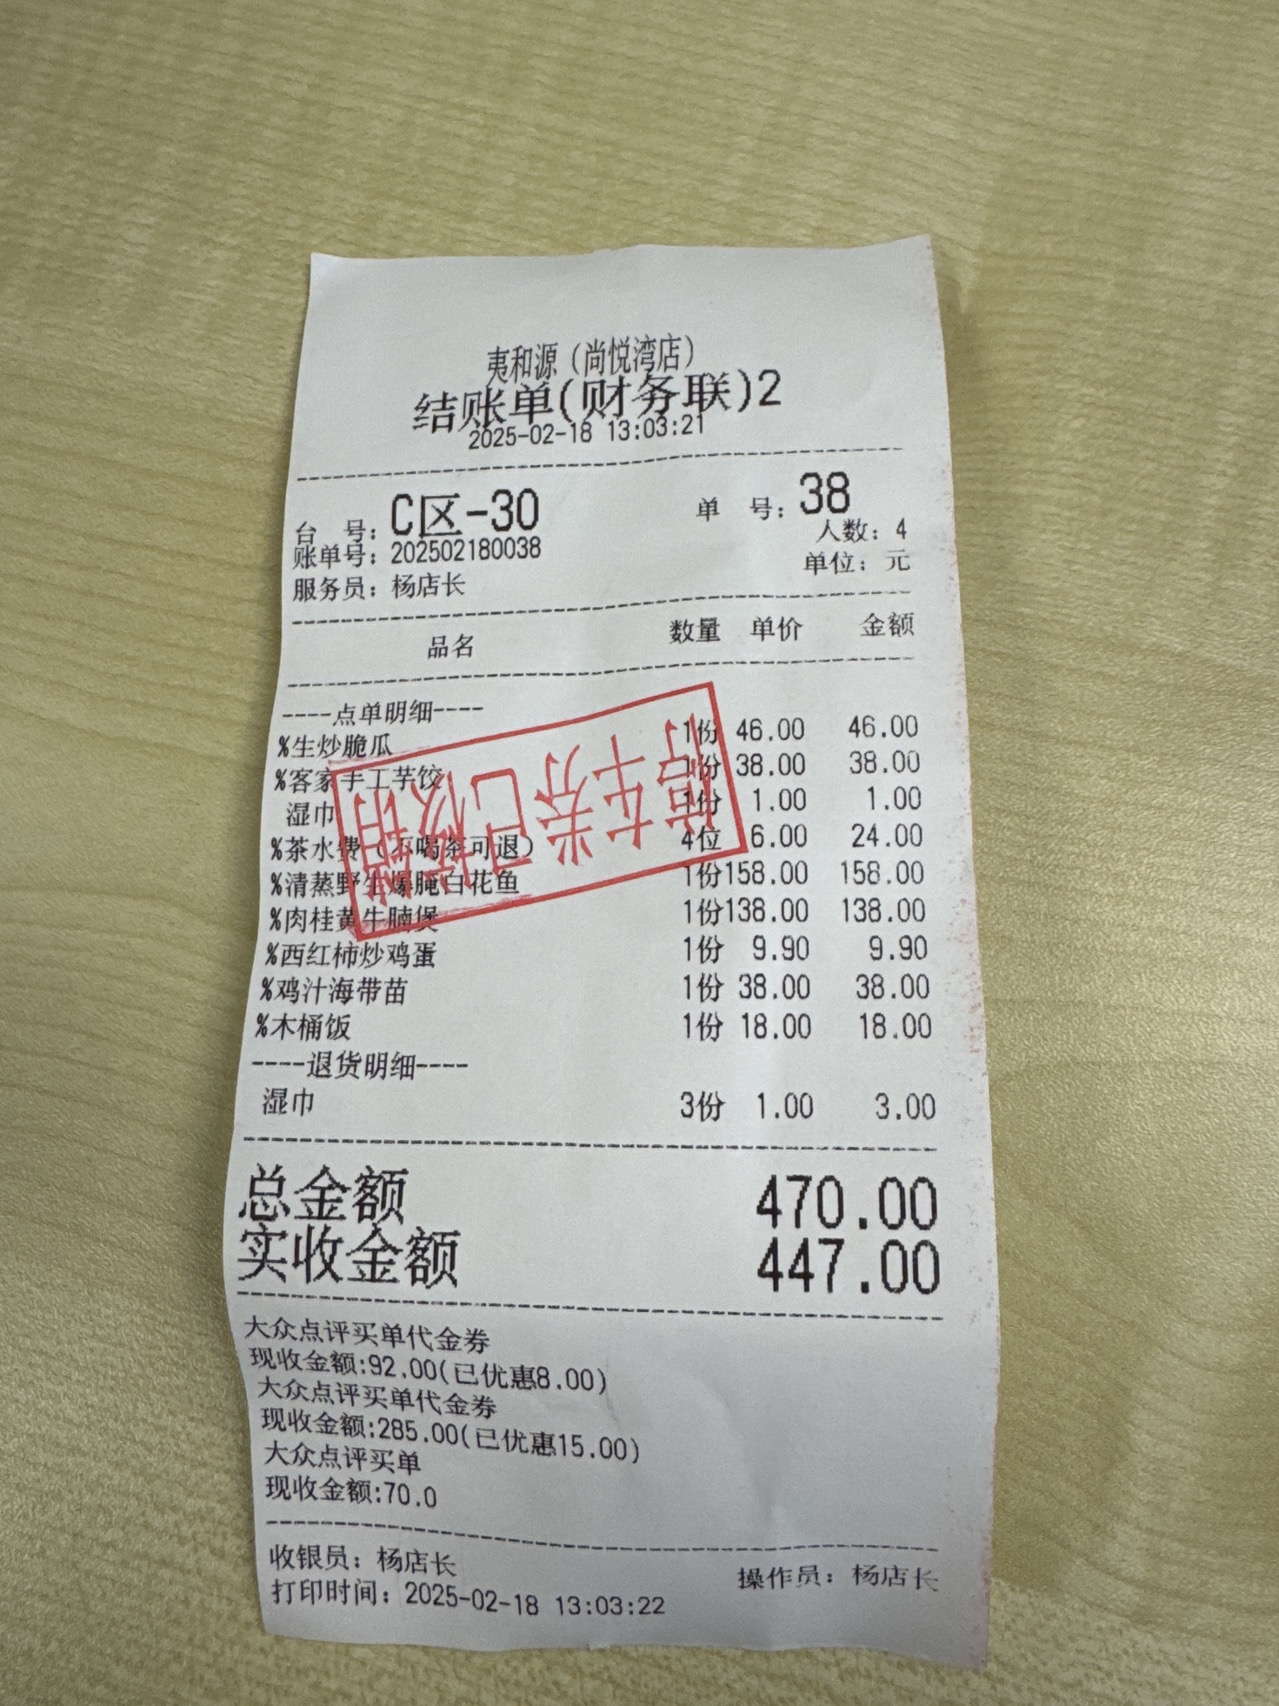 夷和源（尚悦湾店）
结账单(财务联)2
2025-02-18 13:03:21
台 号：C区-30 单 号：38
人数：4
账单号：202502180038
单位：元
服务员：杨店长
品名 数量 单价 金额
----点单明细----
%生炒脆瓜 1份 46.00 46.00
%客家手工芋饺 1份 38.00 38.00
湿巾 1份 1.00 1.00
%茶水费（不喝茶可退） 4位 6.00 24.00
%清蒸野生爆腌白花鱼 1份 158.00 158.00
%肉桂黄牛腩煲 1份 138.00 138.00
%西红柿炒鸡蛋 1份 9.90 9.90
%鸡汁海带苗 1份 38.00 38.00
%木桶饭 1份 18.00 18.00
----退货明细----
湿巾 3份 1.00 3.00
停车券已核销
总金额 470.00
实收金额 447.00
大众点评买单代金券
现收金额:92.00(已优惠8.00)
大众点评买单代金券
现收金额:285.00(已优惠15.00)
大众点评买单
现收金额:70.0
收银员：杨店长 操作员：杨店长
打印时间：2025-02-18 13:03:22